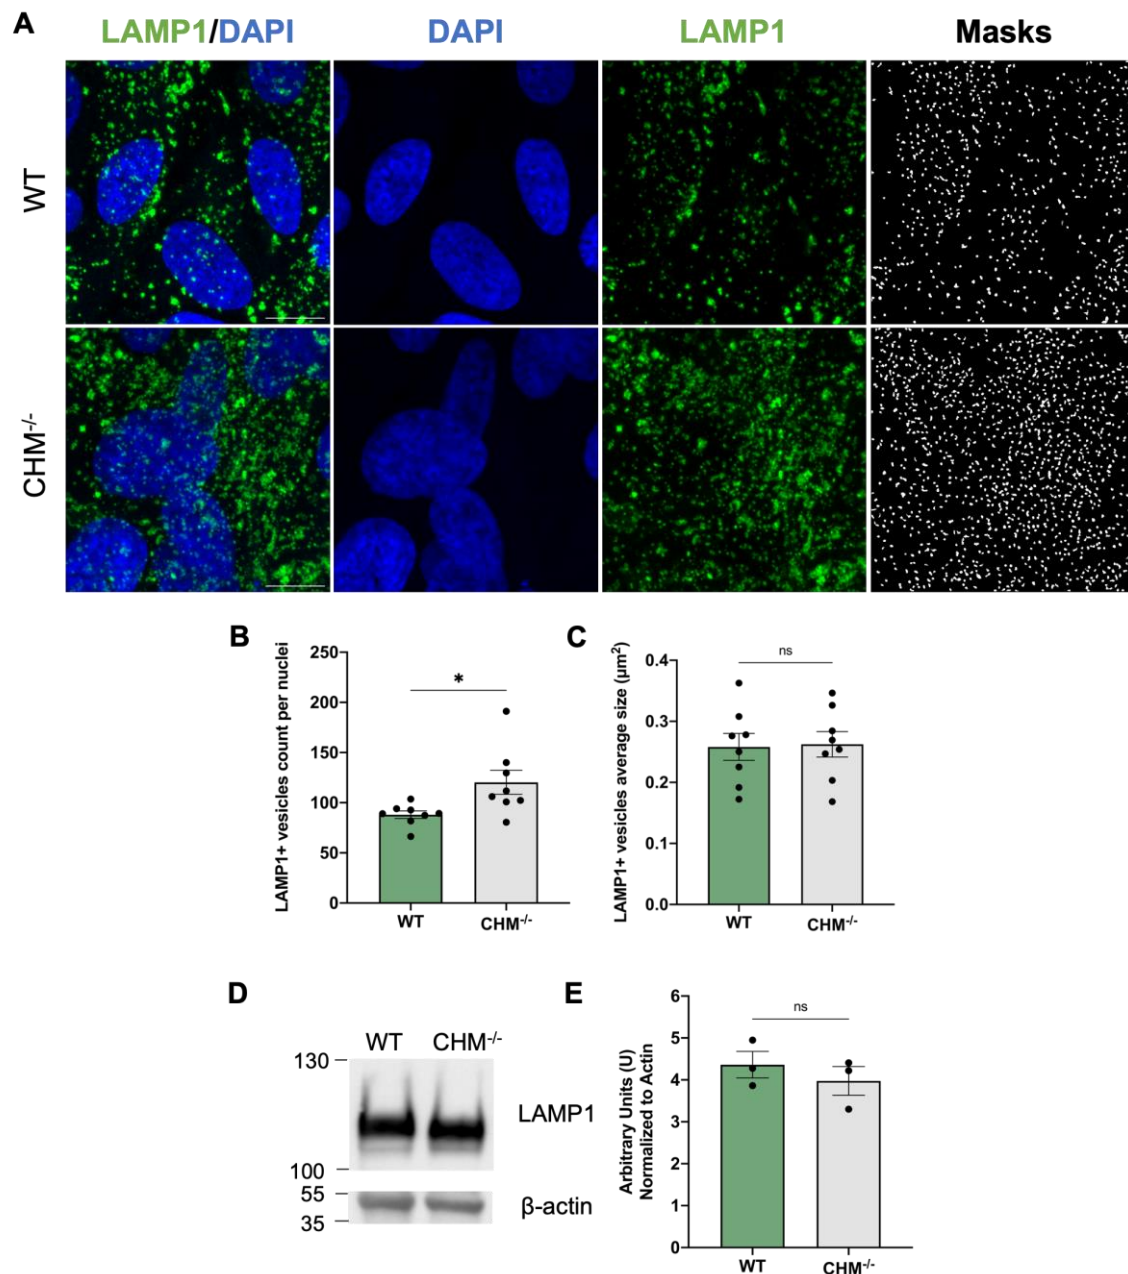 A
LAMP1/DAPI DAPI LAMP1 Masks
WT
CHM-/-
B
LAMP1+ vesicles count per nuclei
250
200
150
100
50
0
*
WT CHM-/-
C
LAMP1+ vesicles average size (µm²)
0.4
0.3
0.2
0.1
0.0
ns
WT CHM-/-
D
WT CHM-/-
130
LAMP1
100
55
β-actin
35
E
Arbitrary Units (U)
Normalized to Actin
6
5
4
3
2
1
0
ns
WT CHM-/-